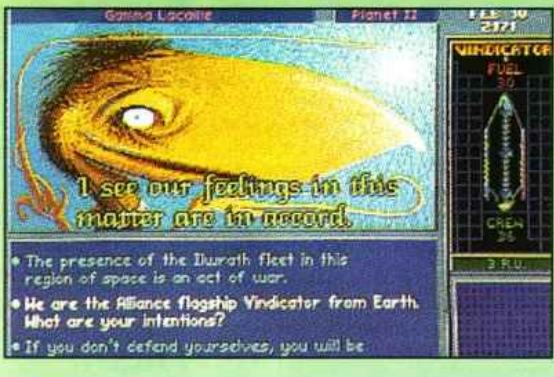 Gamma Lacaille Planet II
2171
VINDICATOR
FUEL
30
I see our feelings in this
matter are in accord.
CREW
36
3 R.U.
• The presence of the Ilwrath fleet in this
region of space is an act of war.
• We are the Alliance flagship Vindicator from Earth.
What are your intentions?
• If you don't defend yourselves, you will be